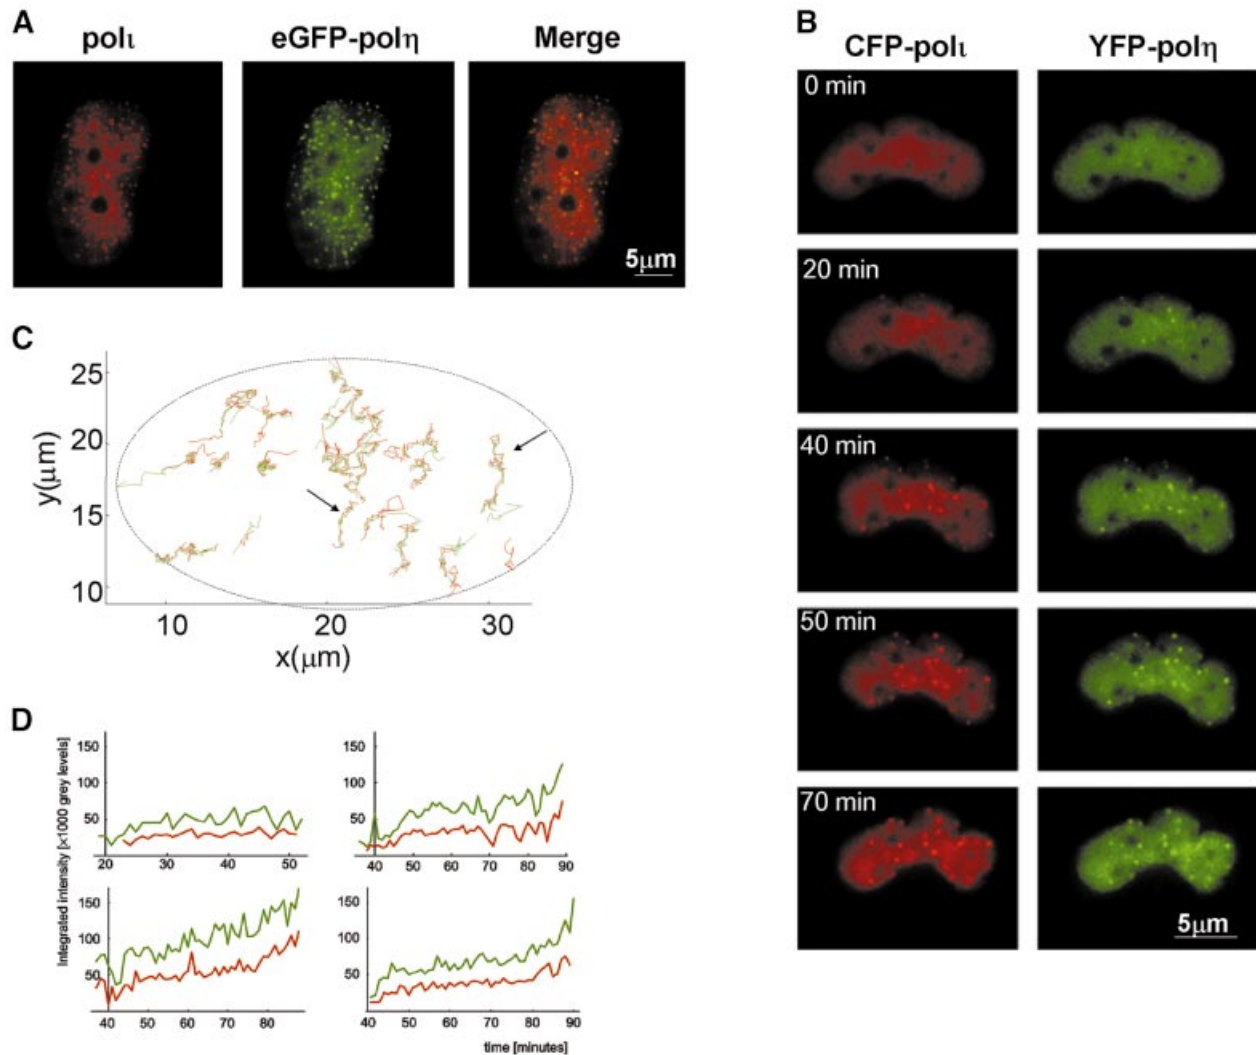 A
polι eGFP-polη Merge
5μm
B
CFP-polι YFP-polη
0 min
20 min
40 min
50 min
70 min
5μm
C
25
20
15
10
y(μm)
10 20 30
x(μm)
D
Integrated intensity [×1000 grey levels]
150
100
50
20 30 40 50
150
100
50
40 50 60 70 80 90
150
100
50
40 50 60 70 80
150
100
50
40 50 60 70 80 90
time [minutes]